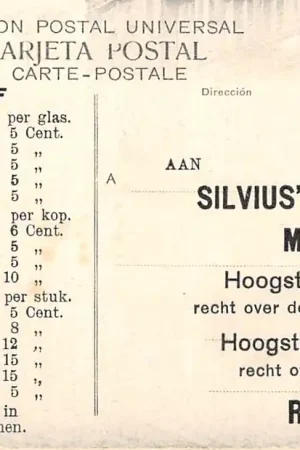 ON POSTAL UNIVERSAL
TARJETA POSTAL
CARTE-POSTALE
Dirección
per glas.
5 Cent.
5 „
5 „
5 „
5 „
per kop.
6 Cent.
5 „
5 „
10 „
per stuk.
5 Cent.
8 „
12 „
15 „
15 „
5 „
in
nen.
A
AAN
SILVIUS'
M
Hoogst
recht over de
Hoogst
recht o
R